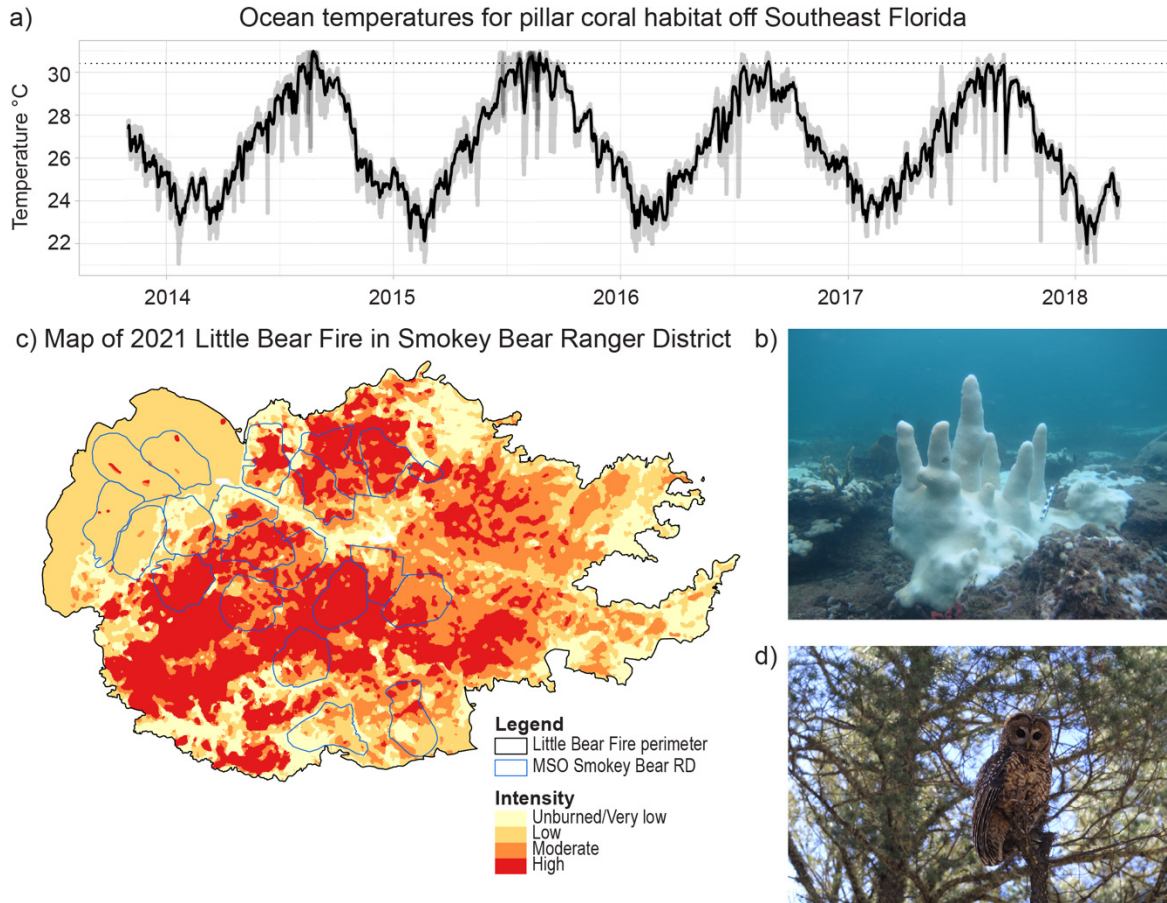 a) Ocean temperatures for pillar coral habitat off Southeast Florida
Temperature °C
30
28
26
24
22
2014 2015 2016 2017 2018
c) Map of 2021 Little Bear Fire in Smokey Bear Ranger District
b)
d)
Legend
Little Bear Fire perimeter
MSO Smokey Bear RD
Intensity
Unburned/Very low
Low
Moderate
High